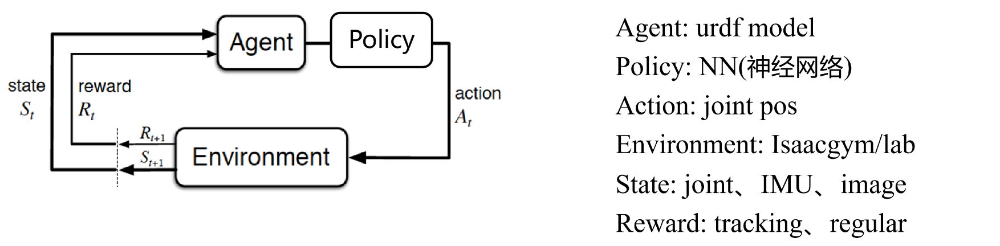 Agent
Policy
state
S_t
reward
R_t
action
A_t
R_{t+1}
S_{t+1}
Environment
Agent: urdf model
Policy: NN(神经网络)
Action: joint pos
Environment: Isaacgym/lab
State: joint、IMU、image
Reward: tracking、regular